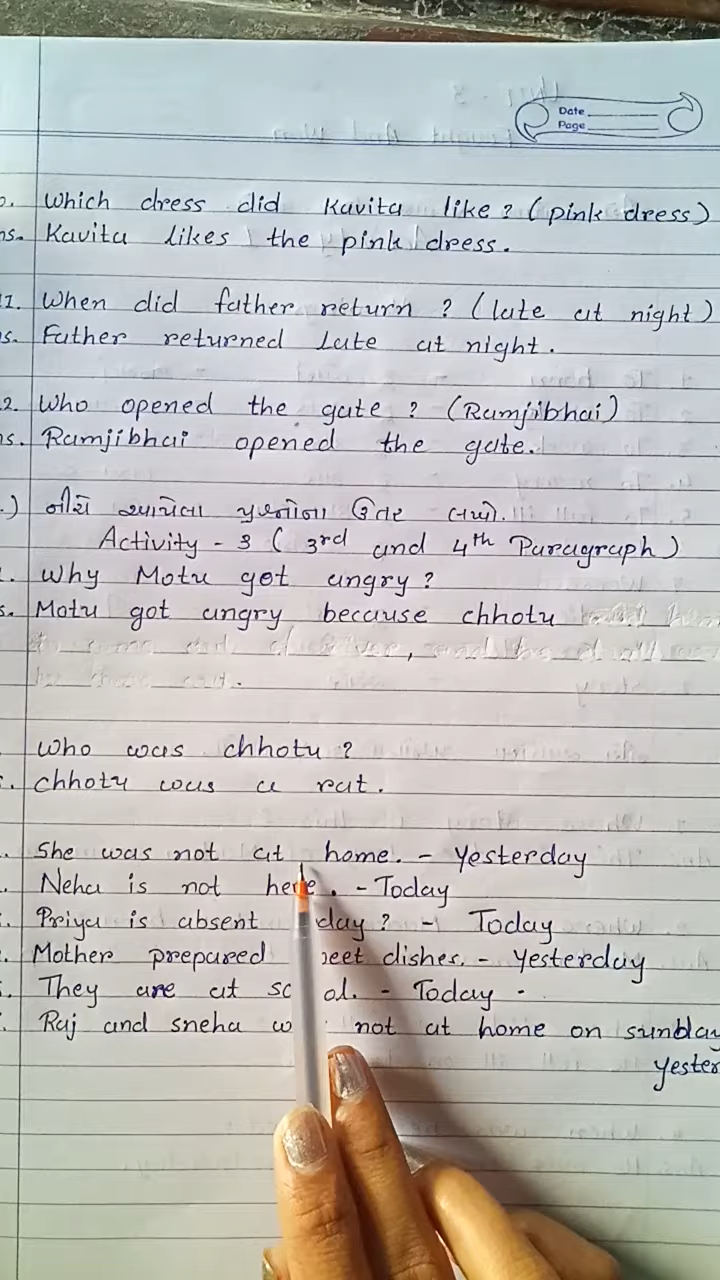 Date
Page
Which dress did Kavita like? (pink dress)
Kavita likes the pink dress.
When did father return ? (late at night)
Father returned late at night.
2. Who opened the gate ? (Ramjibhai)
Ramjibhai opened the gate.
નીચે આપેલા પ્રશ્નોના ઉત્તર લખો.
Activity - 3 ( 3rd and 4th Paragraph )
Why Motu got angry ?
Motu got angry because chhotu
Who was chhotu ?
chhotu was a rat.
She was not at home. - Yesterday
Neha is not here. - Today
Priya is absent day? - Today
Mother prepared dishes. - Yesterday
They are at - Today -
Raj and sneha not at home on sunday
yester